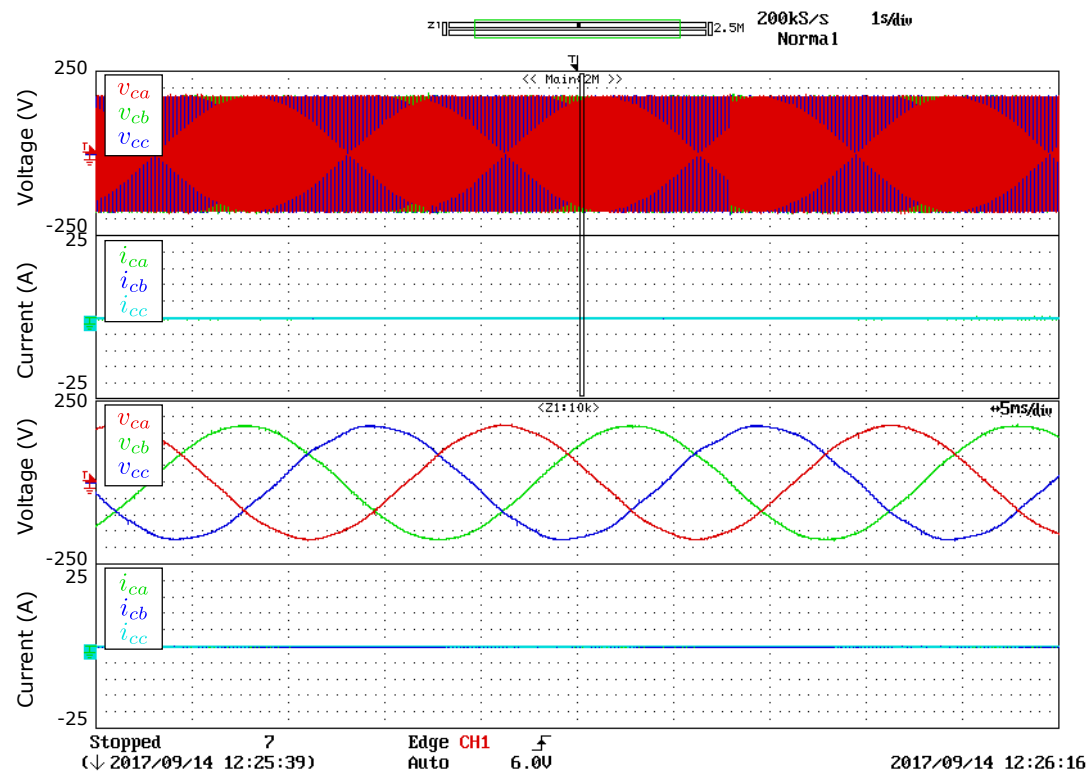 200kS/s 1s/div
Z1 2.5M Normal
T
250 << Main:2M >>
v_ca
v_cb
v_cc
Voltage (V)
T
-250
25
i_ca
i_cb
i_cc
Current (A)
-25
250 <Z1:10k> ↔5ms/div
v_ca
v_cb
v_cc
Voltage (V)
T
-250
25
i_ca
i_cb
i_cc
Current (A)
-25
Stopped 7 Edge CH1
(↓ 2017/09/14 12:25:39) Auto 6.0V 2017/09/14 12:26:16